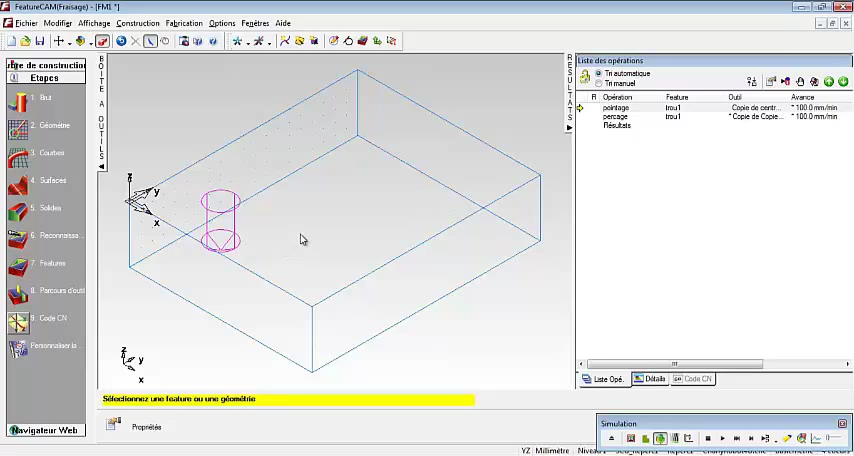 FeatureCAM(Fraisage) - [FM1 *]
Fichier Modifier Affichage Construction Fabrication Options Fenêtres Aide
Etapes
1. Brut
2. Géométrie
3. Courbes
4. Surfaces
5. Solides
6. Reconnaissa...
7. Features
8. Parcours d'outi
9. Code CN
Personnaliser la ...
Navigateur Web
BOITE A OUTILS
z
y
x
z
y
x
RESULTATS
Liste des opérations
Tri automatique
Tri manuel
R Opération Feature Outil Avance
pointage trou1 Copie de centr... * 100.0 mm/min
percage trou1 * Copie de Copie... * 100.0 mm/min
Résultats
Liste Opé. Détails Code CN
Sélectionnez une feature ou une géométrie
Propriétés
Simulation
YZ Millimètre